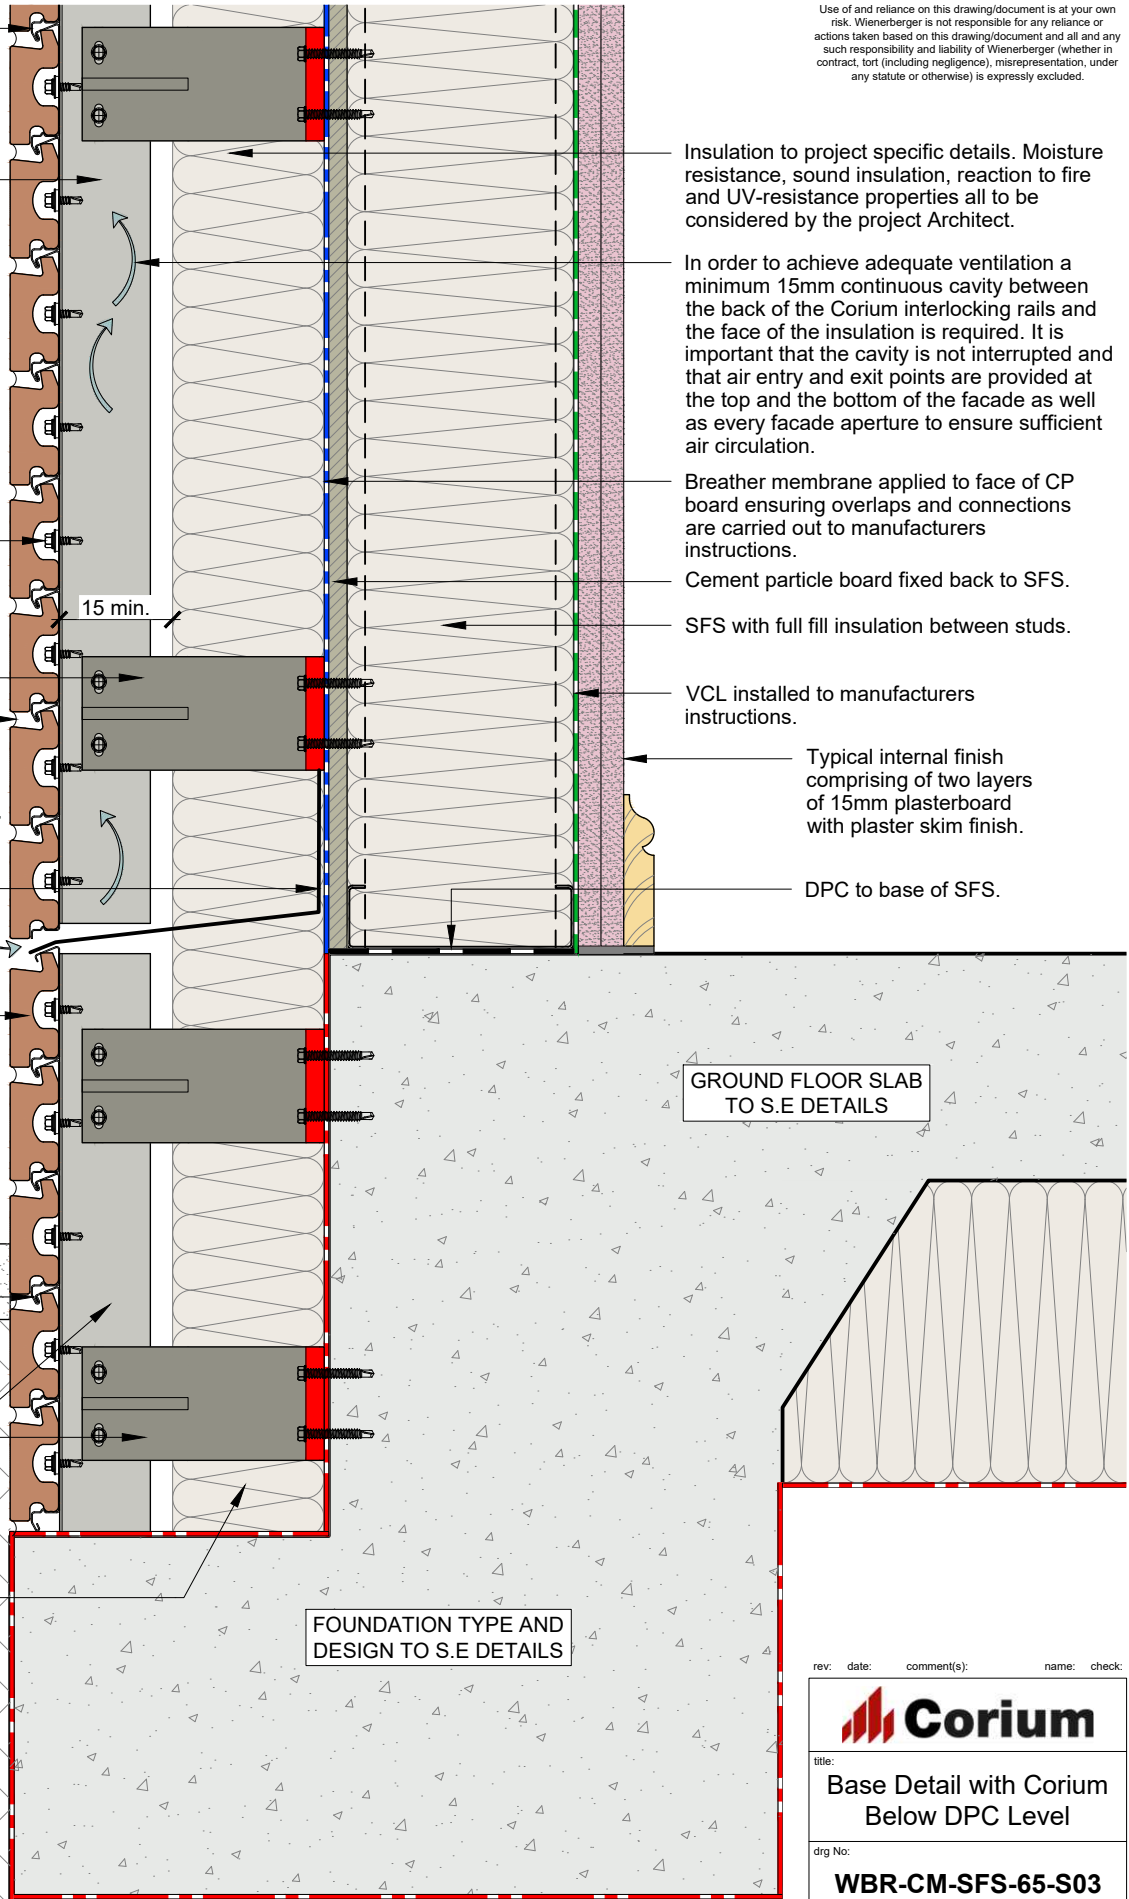 Use of and reliance on this drawing/document is at your own
risk. Wienerberger is not responsible for any reliance or
actions taken based on this drawing/document and all and any
such responsibility and liability of Wienerberger (whether in
contract, tort (including negligence), misrepresentation, under
any statute or otherwise) is expressly excluded.
Insulation to project specific details. Moisture
resistance, sound insulation, reaction to fire
and UV-resistance properties all to be
considered by the project Architect.
In order to achieve adequate ventilation a
minimum 15mm continuous cavity between
the back of the Corium interlocking rails and
the face of the insulation is required. It is
important that the cavity is not interrupted and
that air entry and exit points are provided at
the top and the bottom of the facade as well
as every facade aperture to ensure sufficient
air circulation.
Breather membrane applied to face of CP
board ensuring overlaps and connections
are carried out to manufacturers
instructions.
Cement particle board fixed back to SFS.
15 min.
SFS with full fill insulation between studs.
VCL installed to manufacturers
instructions.
Typical internal finish
comprising of two layers
of 15mm plasterboard
with plaster skim finish.
DPC to base of SFS.
GROUND FLOOR SLAB
TO S.E DETAILS
FOUNDATION TYPE AND
DESIGN TO S.E DETAILS
rev: date: comment(s): name: check:
Corium
title:
Base Detail with Corium
Below DPC Level
drg No:
WBR-CM-SFS-65-S03